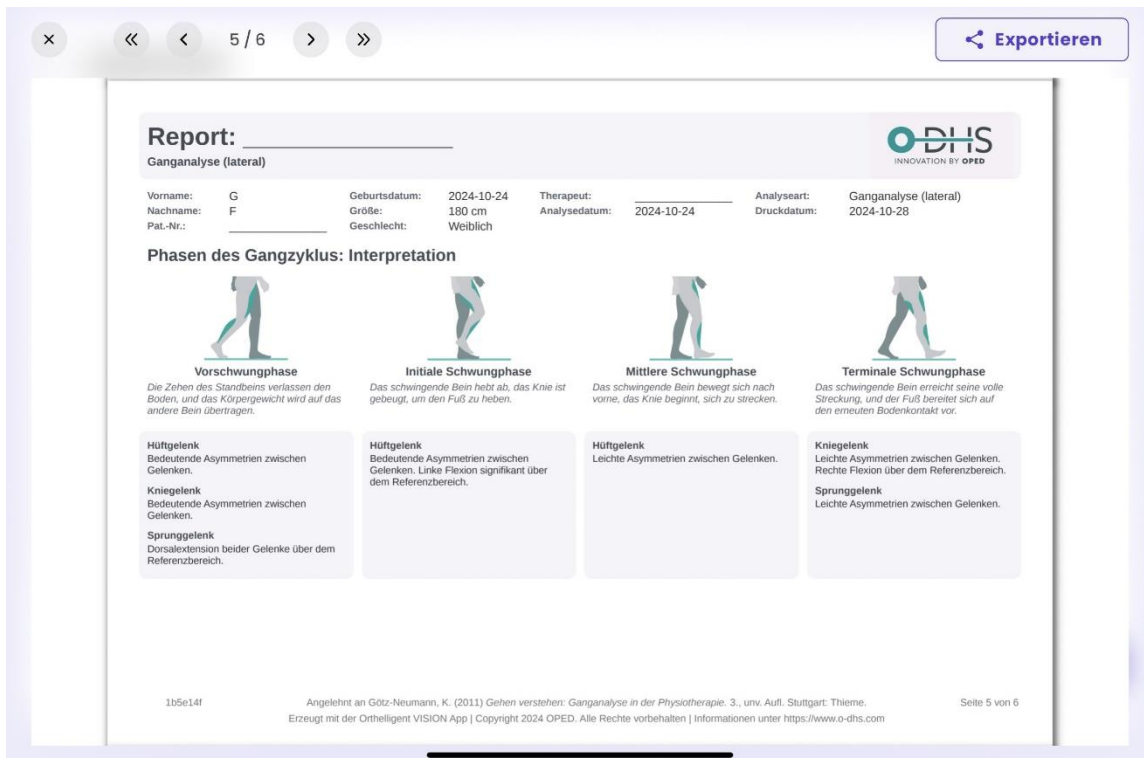 × « ‹ 5 / 6 › »
Exportieren
Report: ____________________
Ganganalyse (lateral)
O-DHS
INNOVATION BY OPED
Vorname: G
Nachname: F
Pat.-Nr.: ____________
Geburtsdatum: 2024-10-24
Größe: 180 cm
Geschlecht: Weiblich
Therapeut: ____________
Analysedatum: 2024-10-24
Analyseart: Ganganalyse (lateral)
Druckdatum: 2024-10-28
Phasen des Gangzyklus: Interpretation
Vorschwungphase
Die Zehen des Standbeins verlassen den
Boden, und das Körpergewicht wird auf das
andere Bein übertragen.
Hüftgelenk
Bedeutende Asymmetrien zwischen
Gelenken.
Kniegelenk
Bedeutende Asymmetrien zwischen
Gelenken.
Sprunggelenk
Dorsalextension beider Gelenke über dem
Referenzbereich.
Initiale Schwungphase
Das schwingende Bein hebt ab, das Knie ist
gebeugt, um den Fuß zu heben.
Hüftgelenk
Bedeutende Asymmetrien zwischen
Gelenken. Linke Flexion signifikant über
dem Referenzbereich.
Mittlere Schwungphase
Das schwingende Bein bewegt sich nach
vorne, das Knie beginnt, sich zu strecken.
Hüftgelenk
Leichte Asymmetrien zwischen Gelenken.
Terminale Schwungphase
Das schwingende Bein erreicht seine volle
Streckung, und der Fuß bereitet sich auf
den erneuten Bodenkontakt vor.
Kniegelenk
Leichte Asymmetrien zwischen Gelenken.
Rechte Flexion über dem Referenzbereich.
Sprunggelenk
Leichte Asymmetrien zwischen Gelenken.
1b5e14f
Angelehnt an Götz-Neumann, K. (2011) Gehen verstehen: Ganganalyse in der Physiotherapie. 3., unv. Aufl. Stuttgart: Thieme.
Erzeugt mit der Orthelligent VISION App | Copyright 2024 OPED. Alle Rechte vorbehalten | Informationen unter https://www.o-dhs.com
Seite 5 von 6